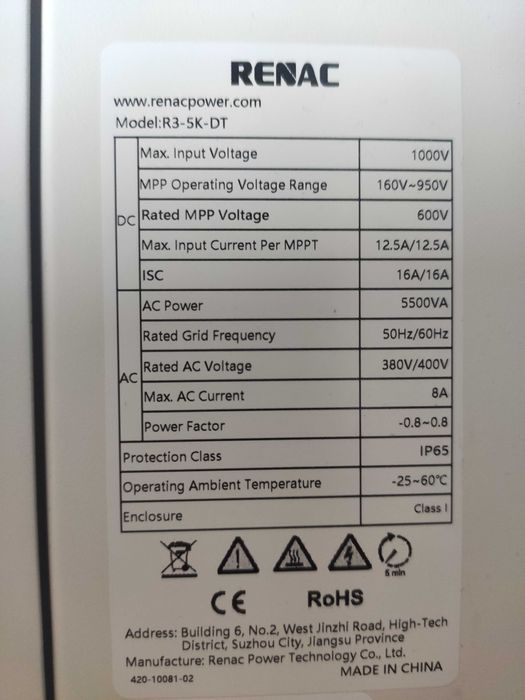 RENAC
www.renacpower.com
Model:R3-5K-DT
DC
Max. Input Voltage 1000V
MPP Operating Voltage Range 160V~950V
Rated MPP Voltage 600V
Max. Input Current Per MPPT 12.5A/12.5A
ISC 16A/16A
AC
AC Power 5500VA
Rated Grid Frequency 50Hz/60Hz
Rated AC Voltage 380V/400V
Max. AC Current 8A
Power Factor -0.8~0.8
Protection Class IP65
Operating Ambient Temperature -25~60℃
Enclosure Class I
5 min
CE RoHS
Address: Building 6, No.2, West Jinzhi Road, High-Tech
District, Suzhou City, Jiangsu Province
Manufacture: Renac Power Technology Co., Ltd.
420-10081-02 MADE IN CHINA